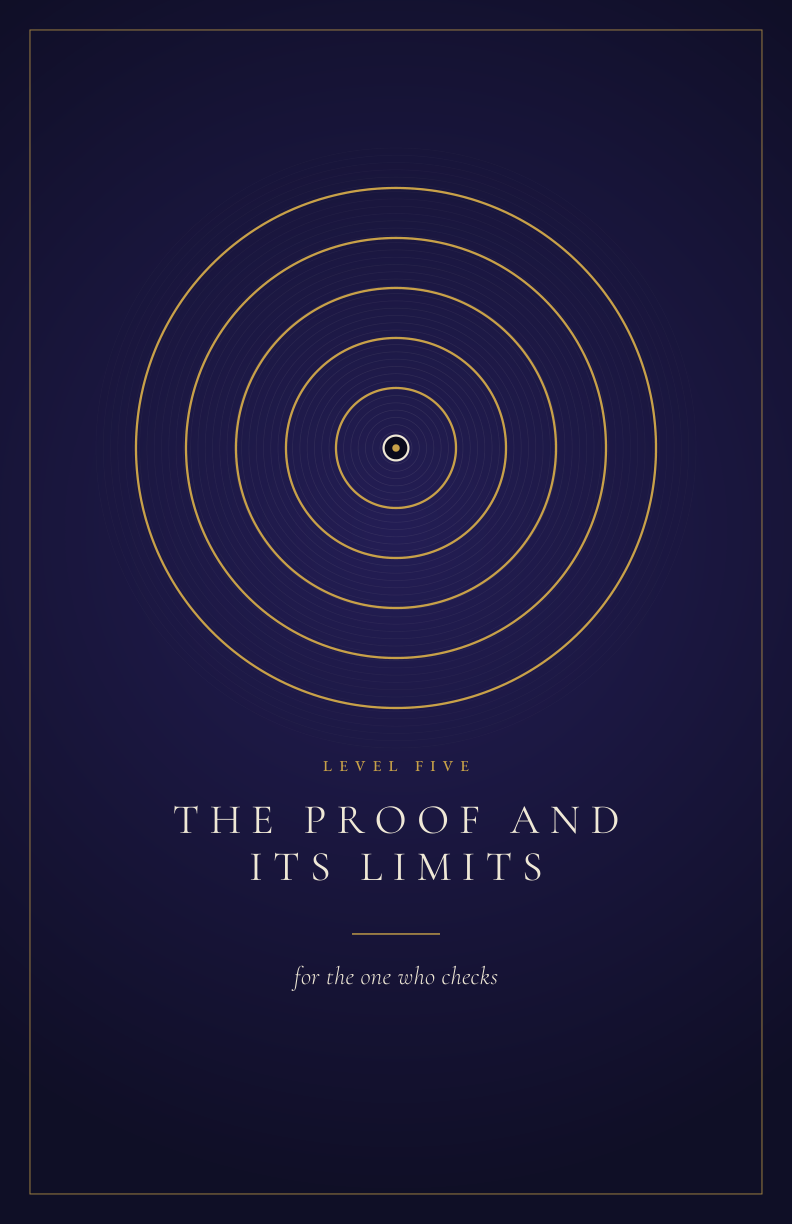 LEVEL FIVE
THE PROOF AND
ITS LIMITS
for the one who checks